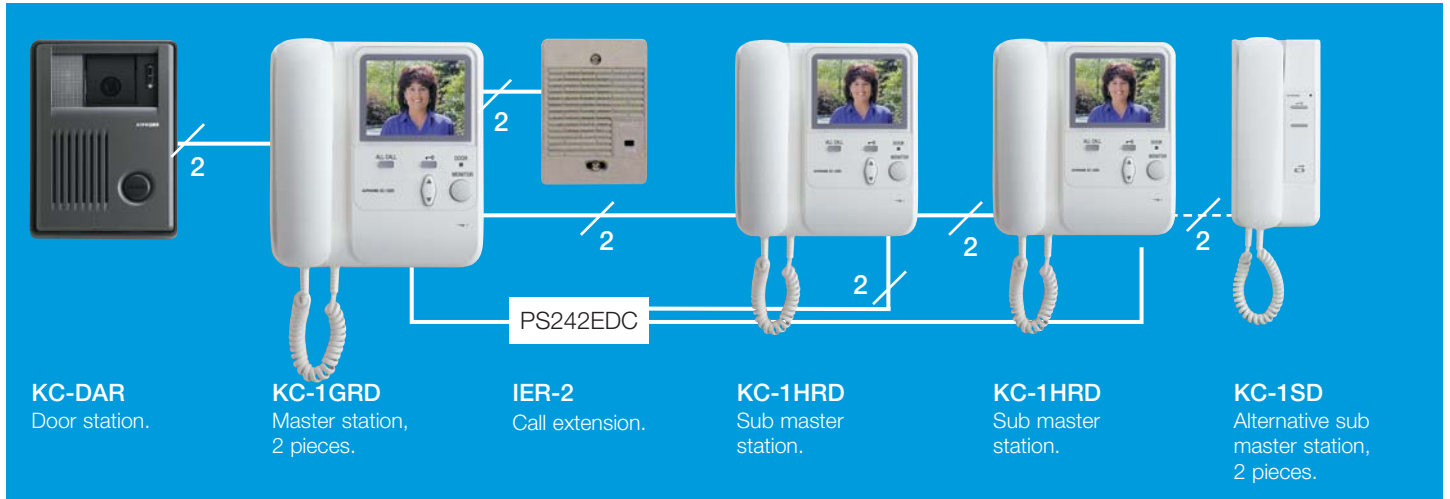 2
2
2
2
2
2
ALL CALL
DOOR
MONITOR
ALL CALL
DOOR
MONITOR
ALL CALL
DOOR
MONITOR
PS242EDC
KC-DAR
Door station.
KC-1GRD
Master station,
2 pieces.
IER-2
Call extension.
KC-1HRD
Sub master
station.
KC-1HRD
Sub master
station.
KC-1SD
Alternative sub
master station,
2 pieces.